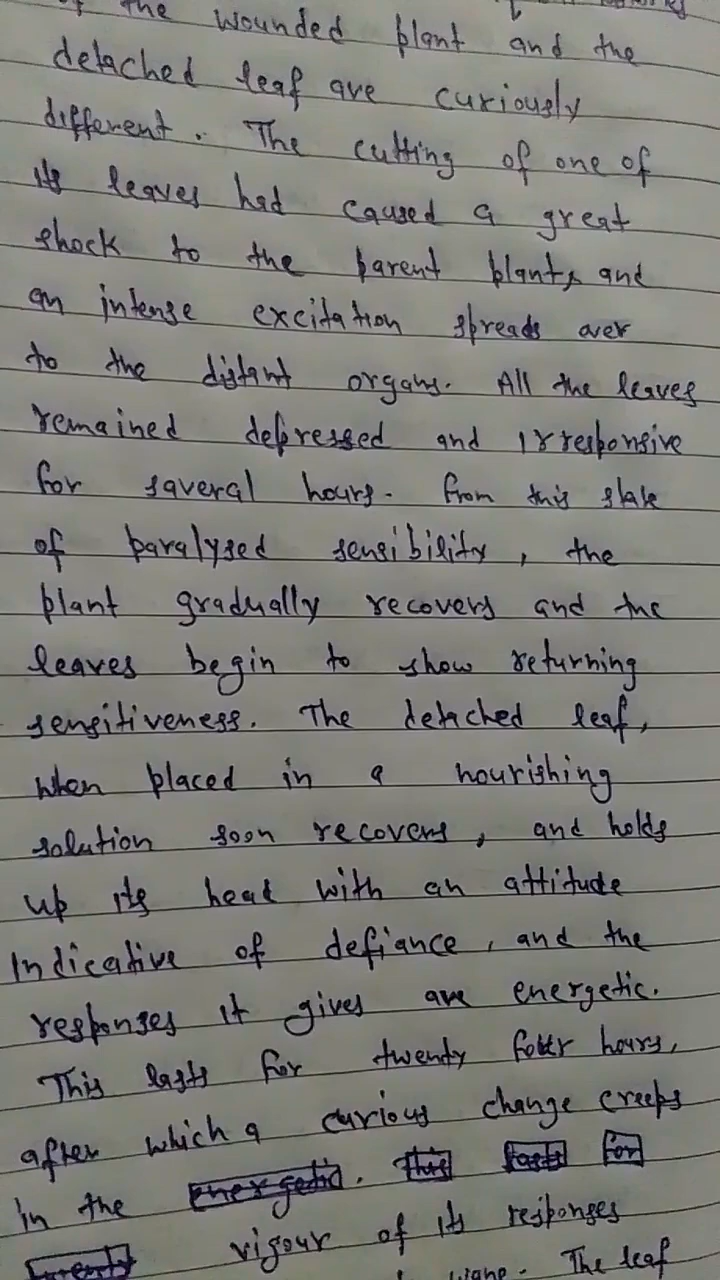 the wounded plant and the
detached leaf are curiously
different. The cutting of one of
its leaves had caused a great
shock to the parent plant, and
an intense excitation spreads over
to the distant organs. All the leaves
remained depressed and irresponsive
for saveral hours. From this state
of paralysed sensibility, the
plant gradually recovers and the
leaves begin to show returning
sensitiveness. The detached leaf,
when placed in a nourishing
solution soon recovers, and holds
up its head with an attitude
Indicative of defiance, and the
responses it gives are energetic.
This lasts for twenty four hours,
after which a curious change creeps
in the energetic. This lasts for
twenty vigour of its responses
wane. The leaf